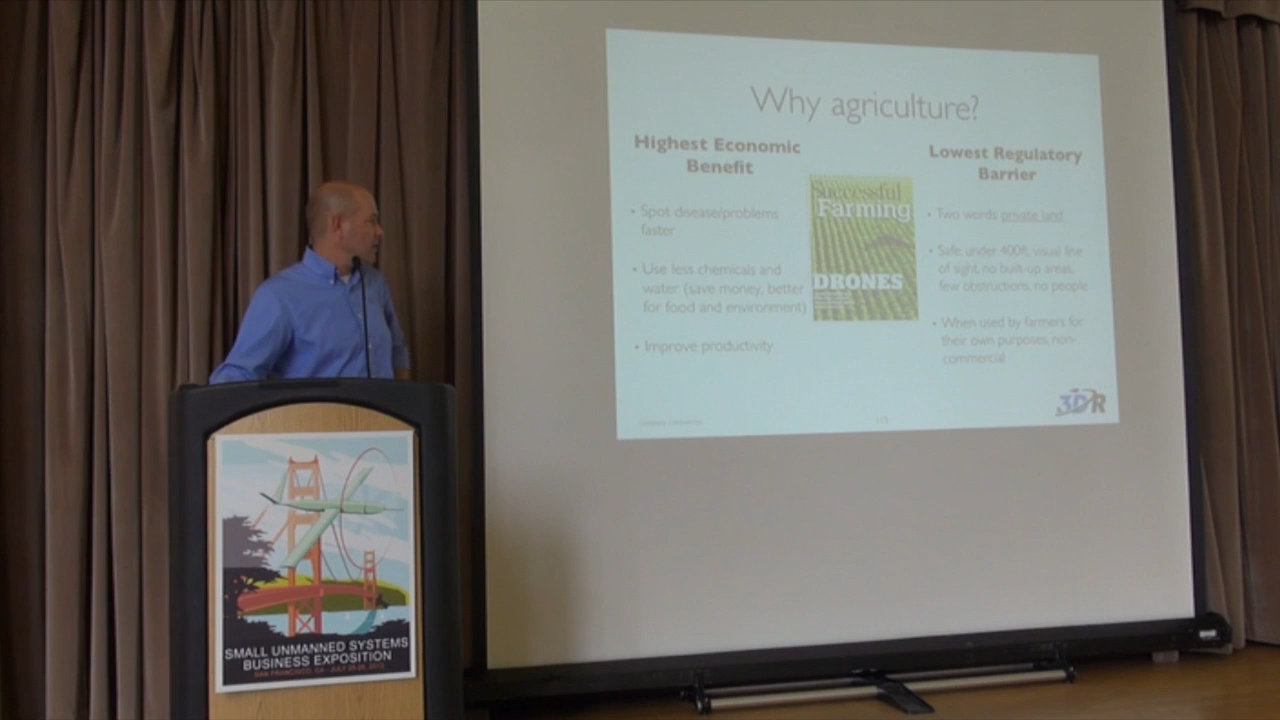 Why agriculture?
Highest Economic
Benefit
• Spot disease/problems
faster
• Use less chemicals and
water (save money, better
for food and environment)
• Improve productivity
Successful
Farming
DRONES
Lowest Regulatory
Barrier
• Two words: private land
• Safe: under 400ft, visual line
of sight, no built-up areas,
few obstructions, no people
• When used by farmers for
their own purposes, non-
commercial
3DR
SMALL UNMANNED SYSTEMS
BUSINESS EXPOSITION